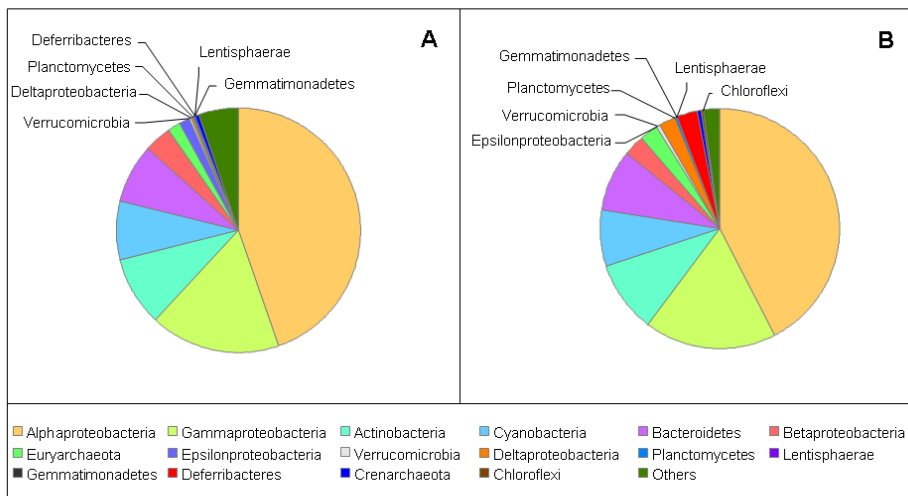 A
Deferribacteres
Lentisphaerae
Planctomycetes
Gemmatimonadetes
Deltaproteobacteria
Verrucomicrobia
B
Gemmatimonadetes
Lentisphaerae
Planctomycetes
Chloroflexi
Verrucomicrobia
Epsilonproteobacteria
Alphaproteobacteria Gammaproteobacteria Actinobacteria Cyanobacteria Bacteroidetes Betaproteobacteria
Euryarchaeota Epsilonproteobacteria Verrucomicrobia Deltaproteobacteria Planctomycetes Lentisphaerae
Gemmatimonadetes Deferribacteres Crenarchaeota Chloroflexi Others